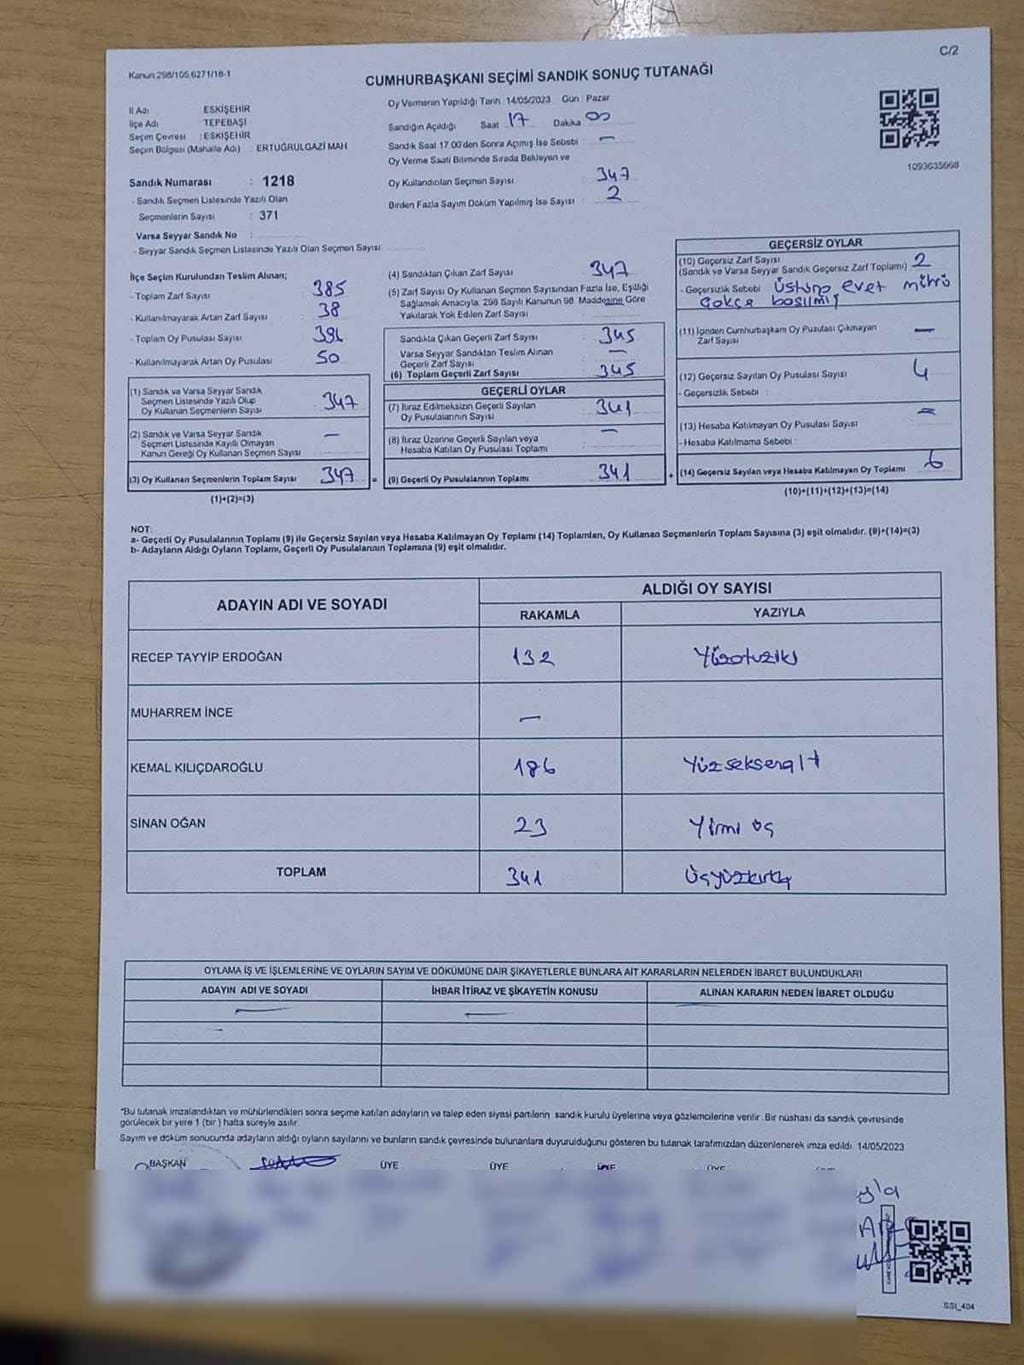 C/2
Kanun 298/105,6271/18-1
CUMHURBAŞKANI SEÇİMİ SANDIK SONUÇ TUTANAĞI
İl Adı ESKİŞEHİR
İlçe Adı TEPEBAŞI
Seçim Çevresi : ESKİŞEHİR
Seçim Bölgesi (Mahalle Adı) ERTUĞRULGAZİ MAH
Sandık Numarası : 1218
- Sandık Seçmen Listesinde Yazılı Olan
Seçmenlerin Sayısı : 371
Varsa Seyyar Sandık No :
- Seyyar Sandık Seçmen Listesinde Yazılı Olan Seçmen Sayısı
Oy Vermenin Yapıldığı Tarih :14/05/2023 Gün : Pazar
Sandığın Açıldığı Saat 17 Dakika 00
Sandık Saat 17.00'den Sonra Açılmış İse Sebebi —
Oy Verme Saati Bitiminde Sırada Bekleyen ve
Oy Kullandırılan Seçmen Sayısı : 347
Birden Fazla Sayım Döküm Yapılmış İse Sayısı : 2
1093635668
İlçe Seçim Kurulundan Teslim Alınan;
- Toplam Zarf Sayısı : 385
- Kullanılmayarak Artan Zarf Sayısı : 38
- Toplam Oy Pusulası Sayısı : 396
- Kullanılmayarak Artan Oy Pusulası : 50
(1) Sandık ve Varsa Seyyar Sandık
Seçmen Listesinde Yazılı Olup
Oy Kullanan Seçmenlerin Sayısı : 347
(2) Sandık ve Varsa Seyyar Sandık
Seçmen Listesinde Kayıtlı Olmayan
Kanun Gereği Oy Kullanan Seçmen Sayısı : —
(3) Oy Kullanan Seçmenlerin Toplam Sayısı : 347 =
(1)+(2)=(3)
(4) Sandıktan Çıkan Zarf Sayısı : 347
(5) Zarf Sayısı Oy Kullanan Seçmen Sayısından Fazla İse, Eşitliği
Sağlamak Amacıyla, 298 Sayılı Kanunun 98. Maddesine Göre
Yakılarak Yok Edilen Zarf Sayısı :
Sandıkta Çıkan Geçerli Zarf Sayısı : 345
Varsa Seyyar Sandıktan Teslim Alınan
Geçerli Zarf Sayısı : —
(6) Toplam Geçerli Zarf Sayısı : 345
GEÇERLİ OYLAR
(7) İtiraz Edilmeksizin Geçerli Sayılan
Oy Pusulalarının Sayısı : 341
(8) İtiraz Üzerine Geçerli Sayılan veya
Hesaba Katılan Oy Pusulası Toplamı : —
(9) Geçerli Oy Pusulalarının Toplamı : 341 +
GEÇERSİZ OYLAR
(10) Geçersiz Zarf Sayısı
(Sandık ve Varsa Seyyar Sandık Geçersiz Zarf Toplamı) : 2
- Geçersizlik Sebebi : üstüne evet mührü
basılmış
(11) İçinden Cumhurbaşkanı Oy Pusulası Çıkmayan
Zarf Sayısı : —
(12) Geçersiz Sayılan Oy Pusulası Sayısı : 4
- Geçersizlik Sebebi :
(13) Hesaba Katılmayan Oy Pusulası Sayısı : —
- Hesaba Katılmama Sebebi :
(14) Geçersiz Sayılan veya Hesaba Katılmayan Oy Toplamı : 6
(10)+(11)+(12)+(13)=(14)
NOT:
a- Geçerli Oy Pusulalarının Toplamı (9) ile Geçersiz Sayılan veya Hesaba Katılmayan Oy Toplamı (14) Toplamları, Oy Kullanan Seçmenlerin Toplam Sayısına (3) eşit olmalıdır. (9)+(14)=(3)
b- Adayların Aldığı Oyların Toplamı, Geçerli Oy Pusulalarının Toplamına (9) eşit olmalıdır.
ADAYIN ADI VE SOYADI ALDIĞI OY SAYISI
RAKAMLA YAZIYLA
RECEP TAYYİP ERDOĞAN 132 Yüzotuziki
MUHARREM İNCE —
KEMAL KILIÇDAROĞLU 186 Yüzseksenaltı
SİNAN OĞAN 23 Yirmi üç
TOPLAM 341 Üçyüzkırkbir
OYLAMA İŞ VE İŞLEMLERİNE VE OYLARIN SAYIM VE DÖKÜMÜNE DAİR ŞİKAYETLERLE BUNLARA AİT KARARLARIN NELERDEN İBARET BULUNDUKLARI
ADAYIN ADI VE SOYADI İHBAR İTİRAZ VE ŞİKAYETİN KONUSU ALINAN KARARIN NEDEN İBARET OLDUĞU
— —
-
*Bu tutanak imzalandıktan ve mühürlendikten sonra seçime katılan adayların ve talep eden siyasi partilerin sandık kurulu üyelerine veya gözlemcilerine verilir. Bir nüshası da sandık çevresinde
görülecek bir yere 1 (bir) hafta süreyle asılır.
Sayım ve döküm sonucunda adayların aldığı oyların sayılarını ve bunların sandık çevresinde bulunanlara duyurulduğunu gösteren bu tutanak tarafımızdan düzenlenerek imza edildi. 14/05/2023
BAŞKAN ÜYE ÜYE ÜYE ÜYE